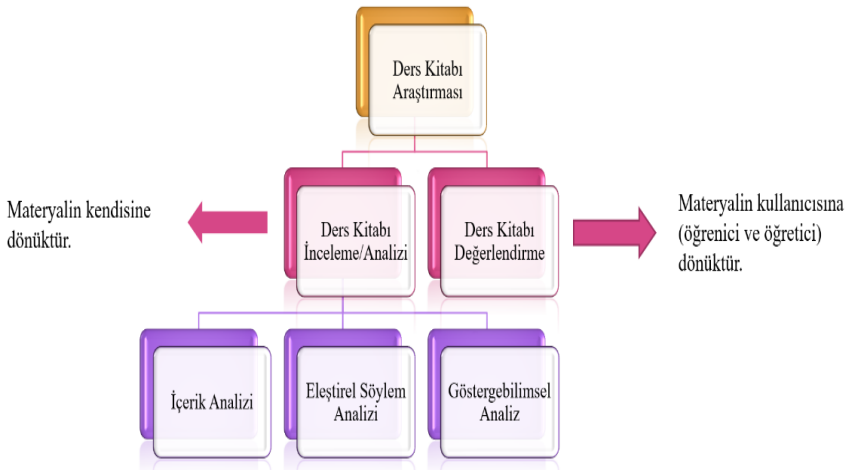 Ders Kitabı
Araştırması
Materyalin kendisine
dönüktür.
Ders Kitabı
İnceleme/Analizi
Ders Kitabı
Değerlendirme
Materyalin kullanıcısına
(öğrenici ve öğretici)
dönüktür.
İçerik Analizi
Eleştirel Söylem
Analizi
Göstergebilimsel
Analiz